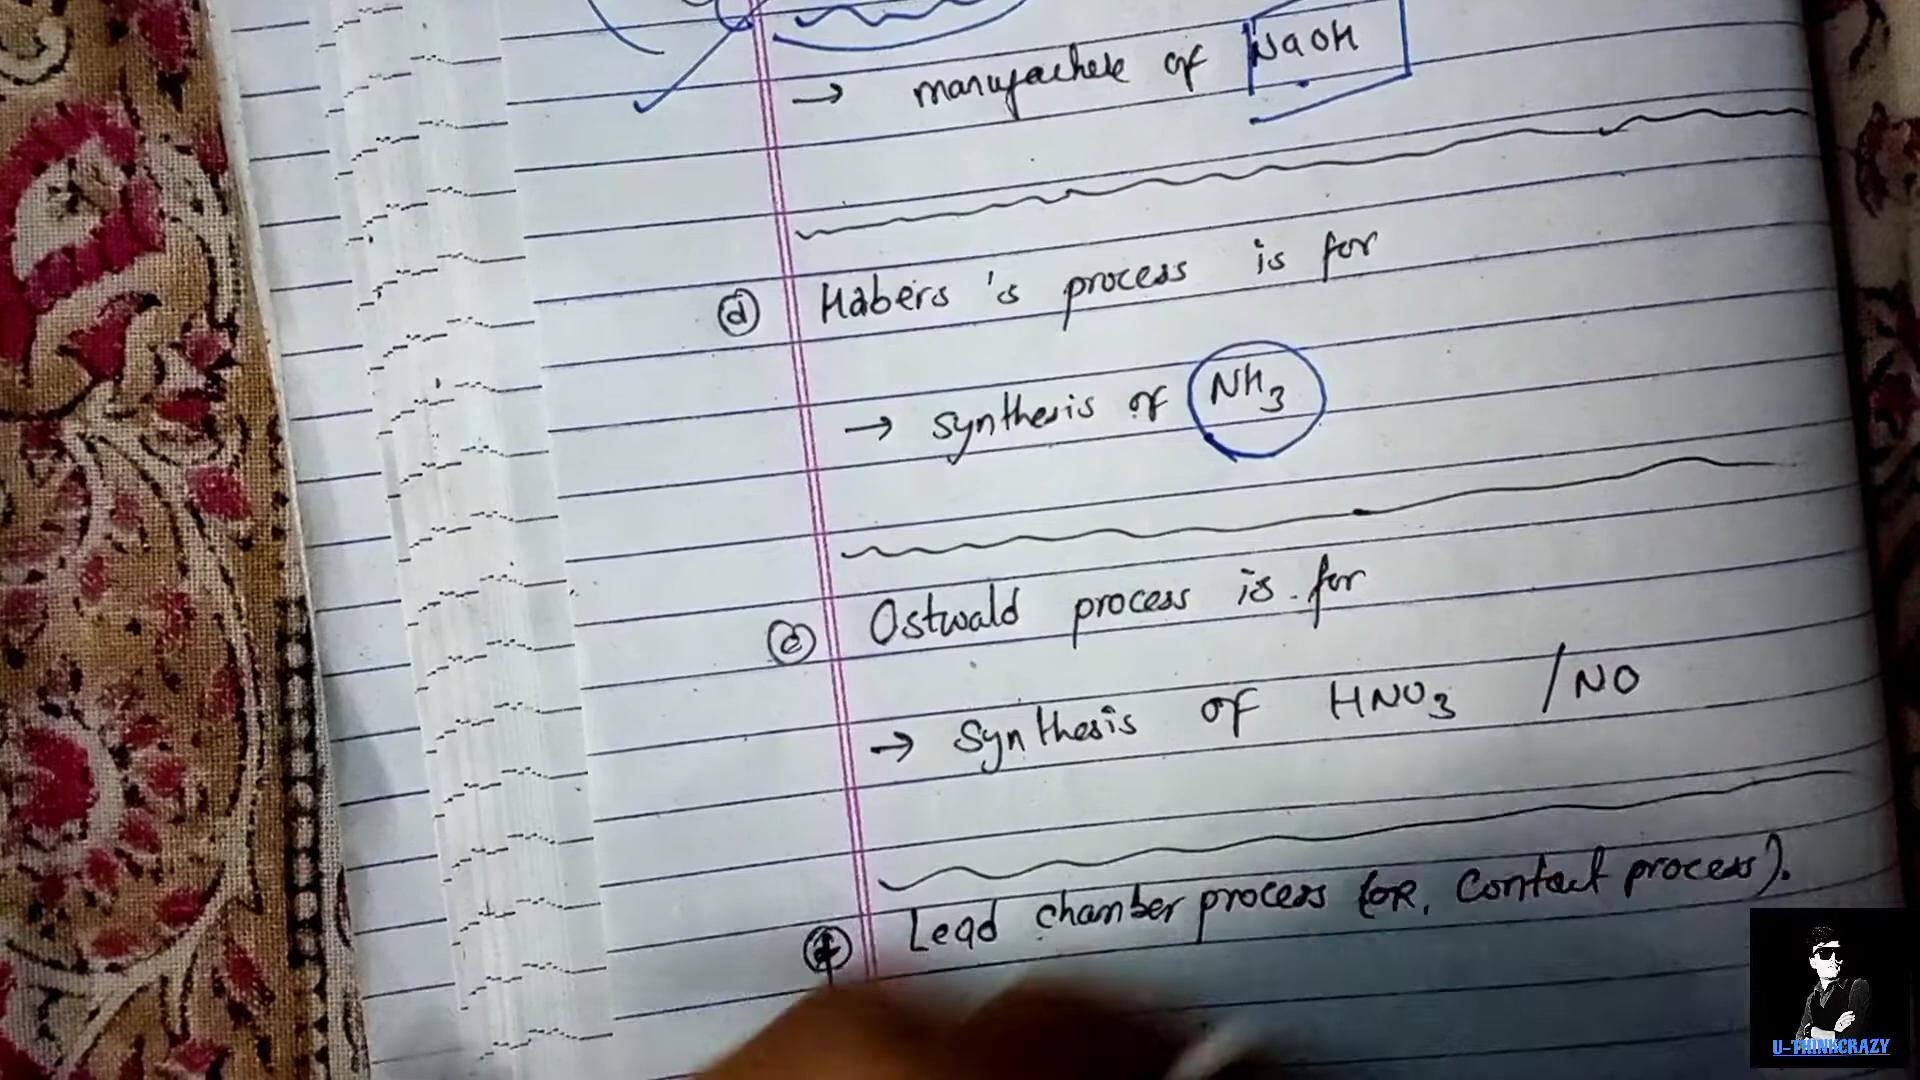 → manufacture of NaOH
(d) Habers 's process is for
→ synthesis of NH3
(e) Ostwald process is for
→ synthesis of HNO3 /NO
(f) Lead chamber process (or, Contact process).
U-THINKCRAZY